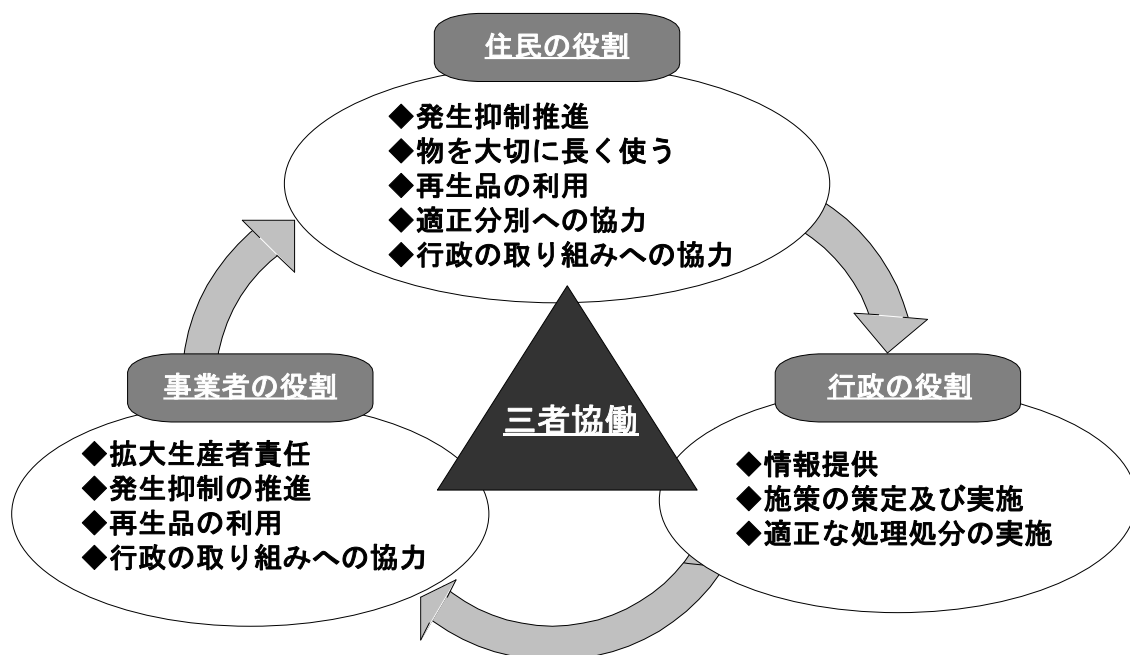 住民の役割
◆発生抑制推進
◆物を大切に長く使う
◆再生品の利用
◆適正分別への協力
◆行政の取り組みへの協力
事業者の役割
◆拡大生産者責任
◆発生抑制の推進
◆再生品の利用
◆行政の取り組みへの協力
三者協働
行政の役割
◆情報提供
◆施策の策定及び実施
◆適正な処理処分の実施